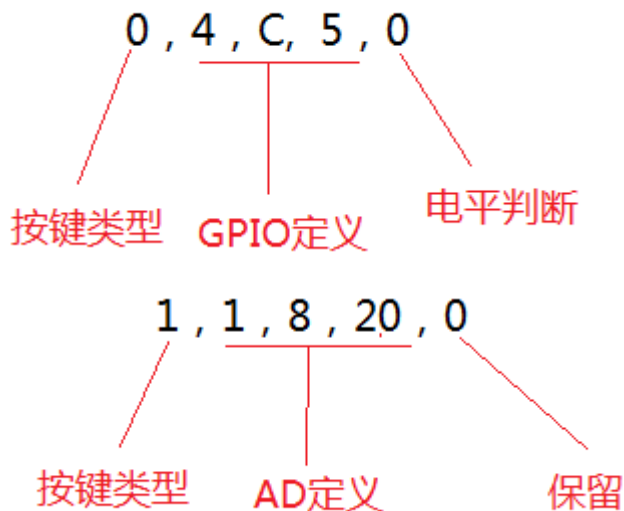 0 , 4 , C, 5 , 0
按键类型 GPIO定义 电平判断
1 , 1 , 8 , 20 , 0
按键类型 AD定义 保留